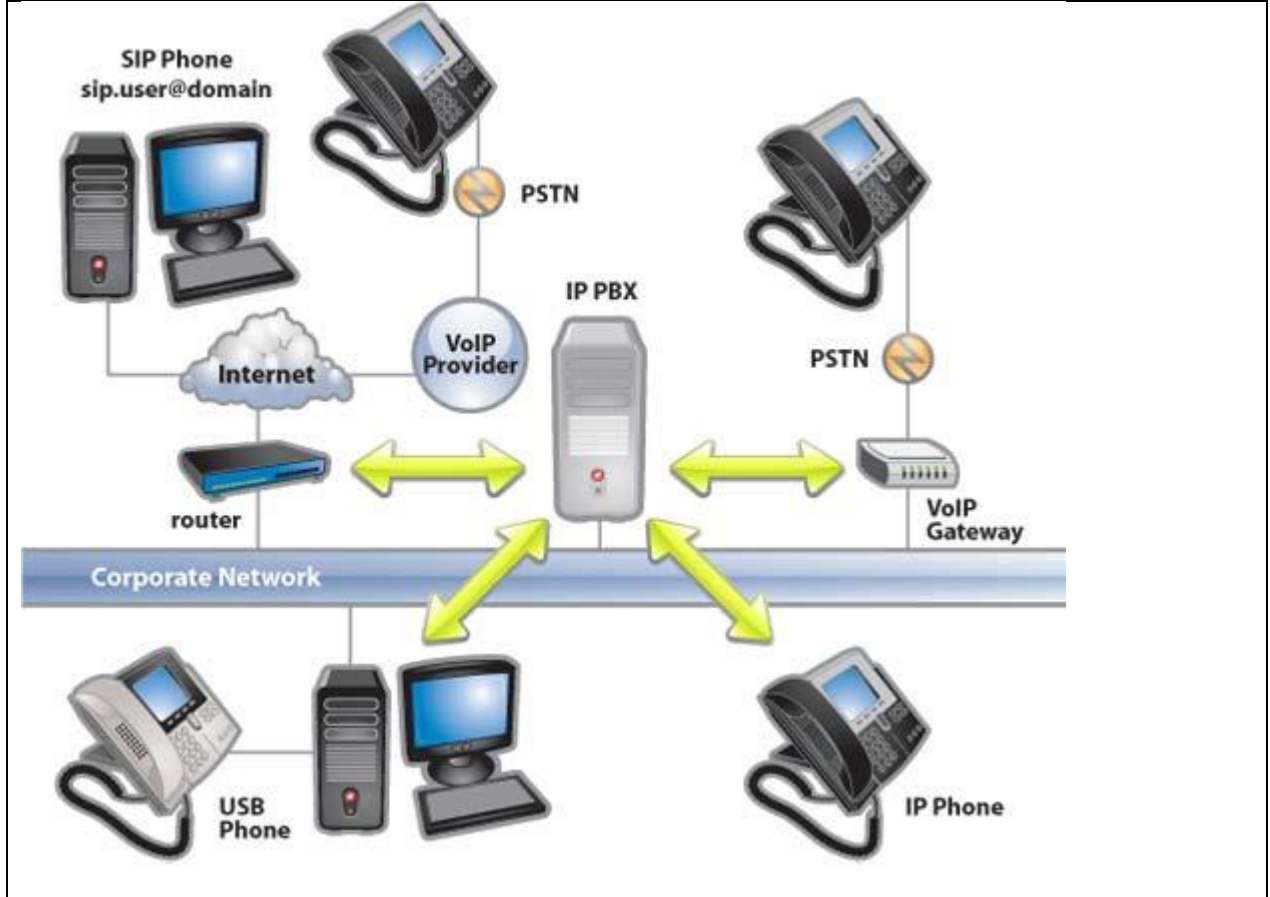 SIP Phone
sip.user@domain
PSTN
IP PBX
VoIP
Provider
Internet
PSTN
router
VoIP
Gateway
Corporate Network
USB
Phone
IP Phone